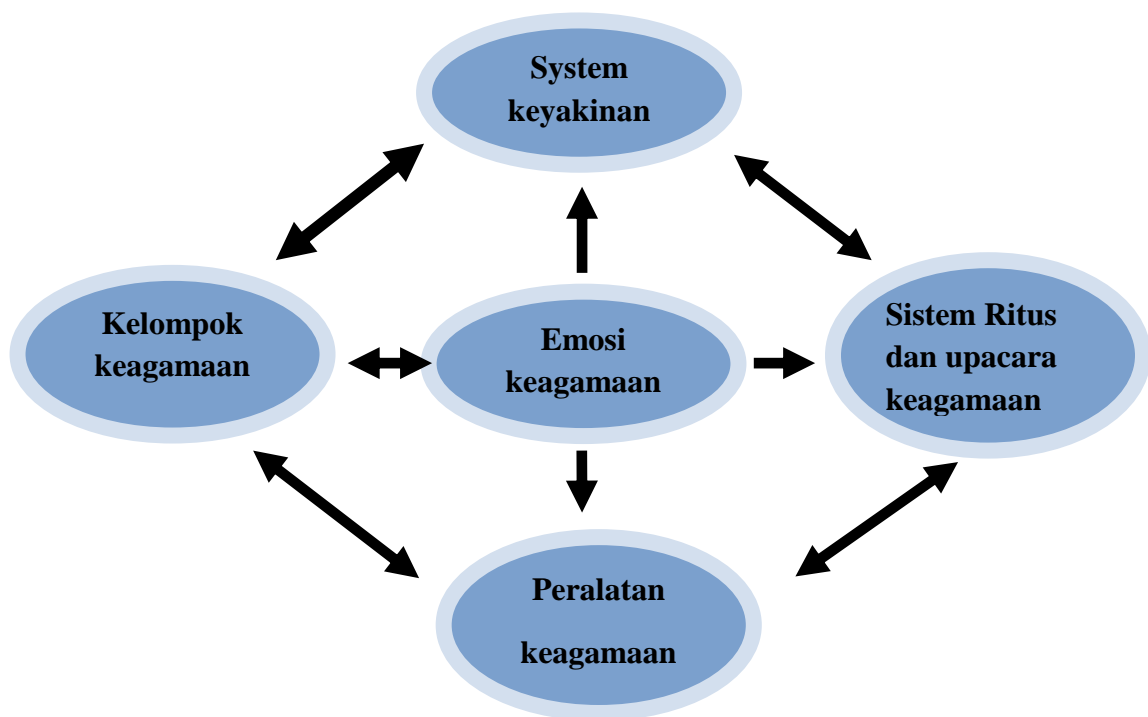 System
keyakinan
Kelompok
keagamaan
Emosi
keagamaan
Sistem Ritus
dan upacara
keagamaan
Peralatan
keagamaan